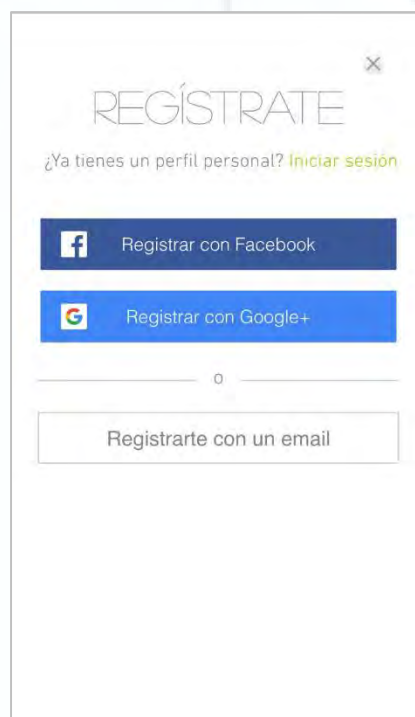 REGÍSTRATE
¿Ya tienes un perfil personal? Iniciar sesión
Registrar con Facebook
Registrar con Google+
o
Registrarte con un email